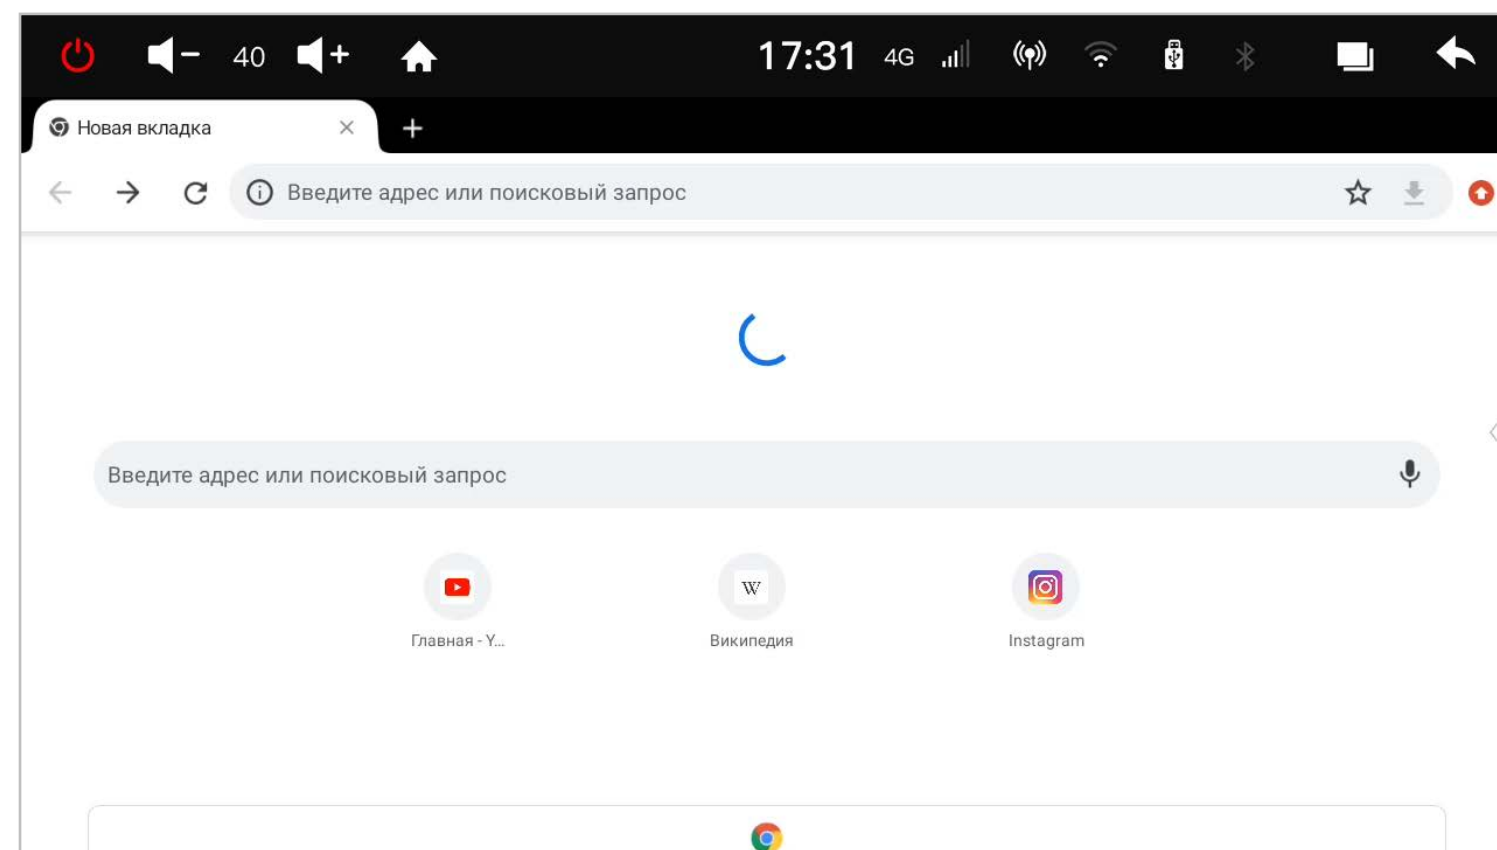 40 17:31 4G
Новая вкладка
Введите адрес или поисковый запрос
Введите адрес или поисковый запрос
W
Главная - Y... Википедия Instagram